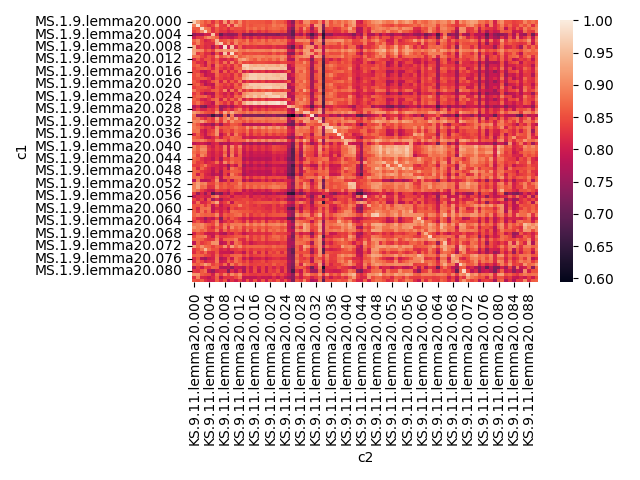 MS.1.9.lemma20.000
MS.1.9.lemma20.004
MS.1.9.lemma20.008
MS.1.9.lemma20.012
MS.1.9.lemma20.016
MS.1.9.lemma20.020
MS.1.9.lemma20.024
MS.1.9.lemma20.028
MS.1.9.lemma20.032
MS.1.9.lemma20.036
MS.1.9.lemma20.040
MS.1.9.lemma20.044
MS.1.9.lemma20.048
MS.1.9.lemma20.052
MS.1.9.lemma20.056
MS.1.9.lemma20.060
MS.1.9.lemma20.064
MS.1.9.lemma20.068
MS.1.9.lemma20.072
MS.1.9.lemma20.076
MS.1.9.lemma20.080
c1
KS.9.11.lemma20.000
KS.9.11.lemma20.004
KS.9.11.lemma20.008
KS.9.11.lemma20.012
KS.9.11.lemma20.016
KS.9.11.lemma20.020
KS.9.11.lemma20.024
KS.9.11.lemma20.028
KS.9.11.lemma20.032
KS.9.11.lemma20.036
KS.9.11.lemma20.040
KS.9.11.lemma20.044
KS.9.11.lemma20.048
KS.9.11.lemma20.052
KS.9.11.lemma20.056
KS.9.11.lemma20.060
KS.9.11.lemma20.064
KS.9.11.lemma20.068
KS.9.11.lemma20.072
KS.9.11.lemma20.076
KS.9.11.lemma20.080
KS.9.11.lemma20.084
KS.9.11.lemma20.088
c2
1.00
0.95
0.90
0.85
0.80
0.75
0.70
0.65
0.60